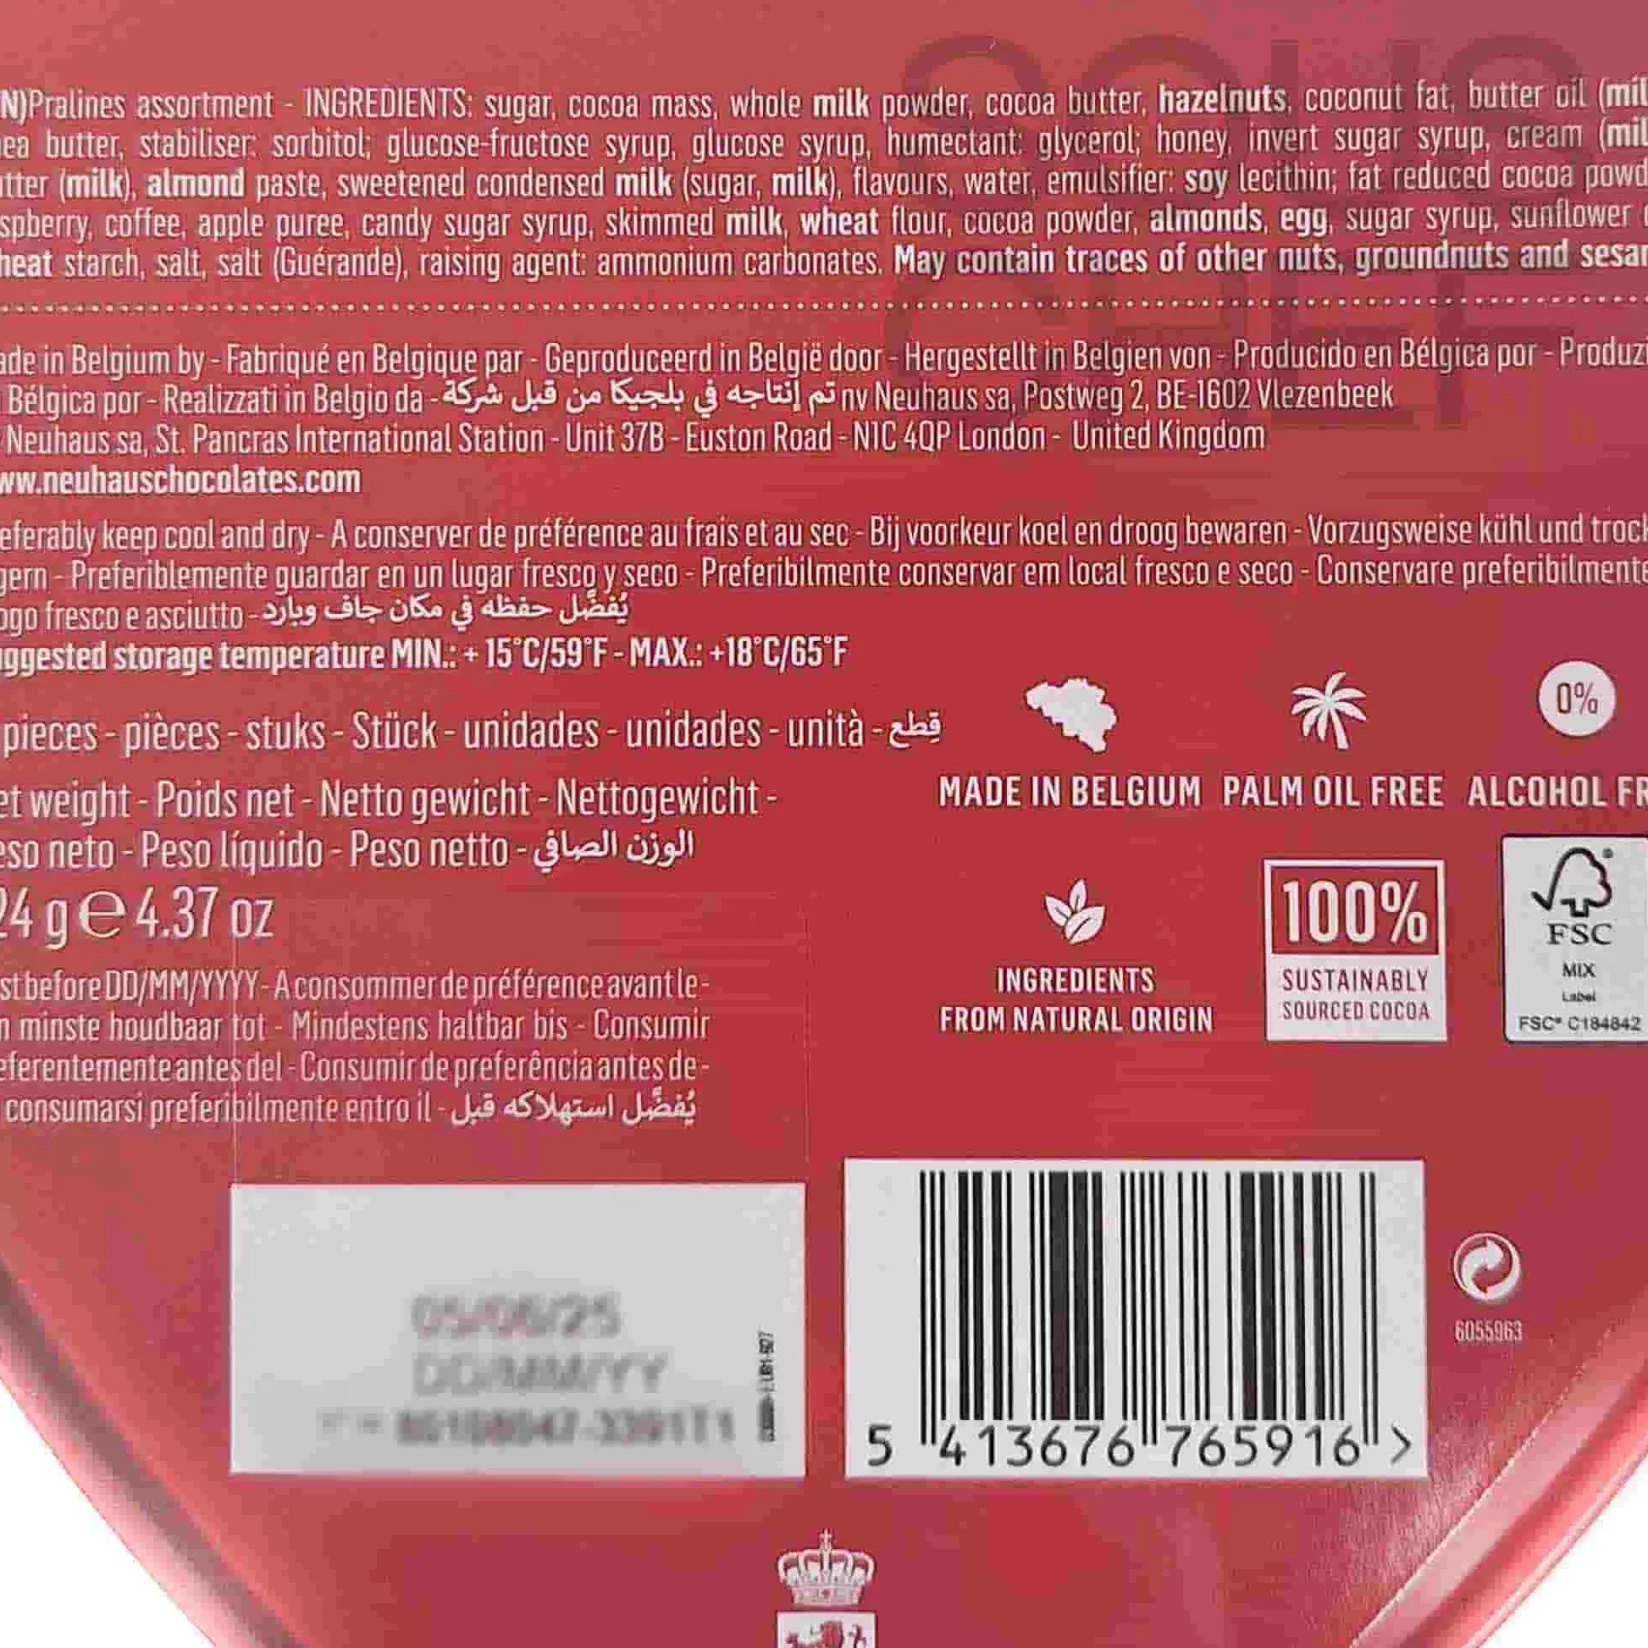 N)Pralines assortment - INGREDIENTS: sugar, cocoa mass, whole milk powder, cocoa butter, hazelnuts, coconut fat, butter oil (mil
ea butter, stabiliser: sorbitol; glucose-fructose syrup, glucose syrup, humectant: glycerol; honey, invert sugar syrup, cream (mil
tter (milk), almond paste, sweetened condensed milk (sugar, milk), flavours, water, emulsifier: soy lecithin; fat reduced cocoa powd
spberry, coffee, apple puree, candy sugar syrup, skimmed milk, wheat flour, cocoa powder, almonds, egg, sugar syrup, sunflower
heat starch, salt, salt (Guérande), raising agent: ammonium carbonates. May contain traces of other nuts, groundnuts and sesam
ade in Belgium by - Fabriqué en Belgique par - Geproduceerd in België door - Hergestellt in Belgien von - Producido en Bélgica por - Produzi
Bélgica por - Realizzati in Belgio da - تم إنتاجه في بلجيكا من قبل شركة nv Neuhaus sa, Postweg 2, BE-1602 Vlezenbeek
Neuhaus sa, St. Pancras International Station - Unit 37B - Euston Road - N1C 4QP London - United Kingdom
ww.neuhauschocolates.com
eferably keep cool and dry - A conserver de préférence au frais et au sec - Bij voorkeur koel en droog bewaren - Vorzugsweise kühl und trock
gern - Preferiblemente guardar en un lugar fresco y seco - Preferibilmente conservar em local fresco e seco - Conservare preferibilmente
ogo fresco e asciutto - يُفضَّل حفظه في مكان جاف وبارد
ggested storage temperature MIN.: + 15°C/59°F - MAX.: +18°C/65°F
pieces - pièces - stuks - Stück - unidades - unidades - unità - قِطع
et weight - Poids net - Netto gewicht - Nettogewicht -
eso neto - Peso líquido - Peso netto - الوزن الصافي
24 g e 4.37 oz
st before DD/MM/YYYY - A consommer de préférence avant le -
n minste houdbaar tot - Mindestens haltbar bis - Consumir
eferentemente antes del - Consumir de preferência antes de -
consumarsi preferibilmente entro il - يُفضَّل استهلاكه قبل
MADE IN BELGIUM
PALM OIL FREE
0%
ALCOHOL FR
INGREDIENTS
FROM NATURAL ORIGIN
100%
SUSTAINABLY
SOURCED COCOA
FSC
MIX
Label
FSC® C184842
05/06/25
DD/MM/YY
5 413676 765916 >
6055963